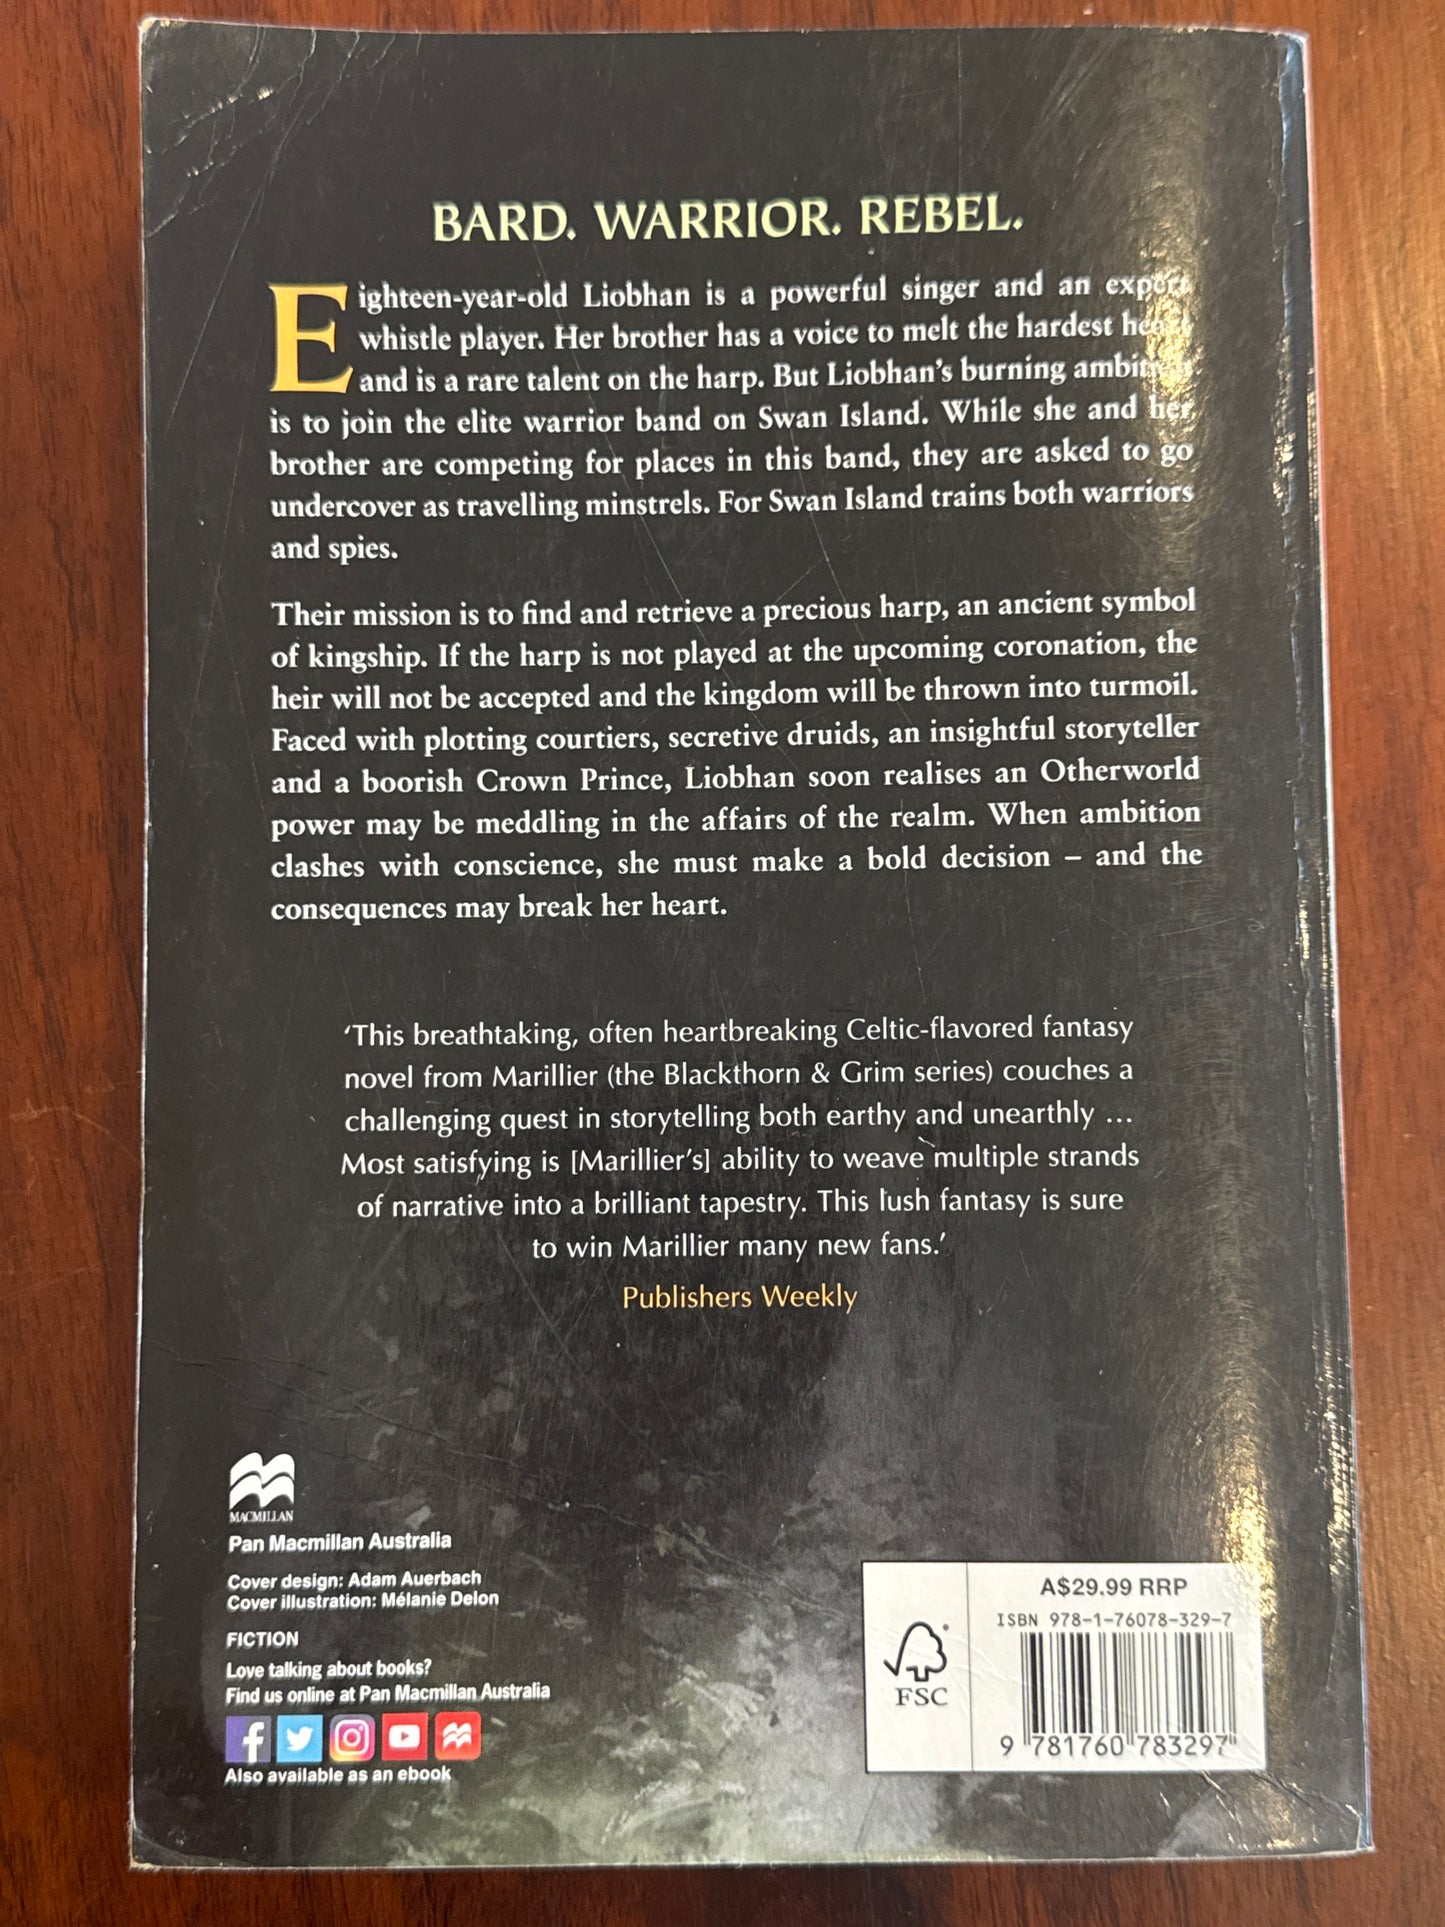 BARD. WARRIOR. REBEL.
Eighteen-year-old Liobhan is a powerful singer and an expert
whistle player. Her brother has a voice to melt the hardest heart
and is a rare talent on the harp. But Liobhan's burning ambition
is to join the elite warrior band on Swan Island. While she and her
brother are competing for places in this band, they are asked to go
undercover as travelling minstrels. For Swan Island trains both warriors
and spies.
Their mission is to find and retrieve a precious harp, an ancient symbol
of kingship. If the harp is not played at the upcoming coronation, the
heir will not be accepted and the kingdom will be thrown into turmoil.
Faced with plotting courtiers, secretive druids, an insightful storyteller
and a boorish Crown Prince, Liobhan soon realises an Otherworld
power may be meddling in the affairs of the realm. When ambition
clashes with conscience, she must make a bold decision – and the
consequences may break her heart.
'This breathtaking, often heartbreaking Celtic-flavored fantasy
novel from Marillier (the Blackthorn & Grim series) couches a
challenging quest in storytelling both earthy and unearthly ...
Most satisfying is [Marillier's] ability to weave multiple strands
of narrative into a brilliant tapestry. This lush fantasy is sure
to win Marillier many new fans.'
Publishers Weekly
MACMILLAN
Pan Macmillan Australia
Cover design: Adam Auerbach
Cover illustration: Mélanie Delon
FICTION
Love talking about books?
Find us online at Pan Macmillan Australia
Also available as an ebook
FSC
A$29.99 RRP
ISBN 978-1-76078-329-7
9 781760 783297